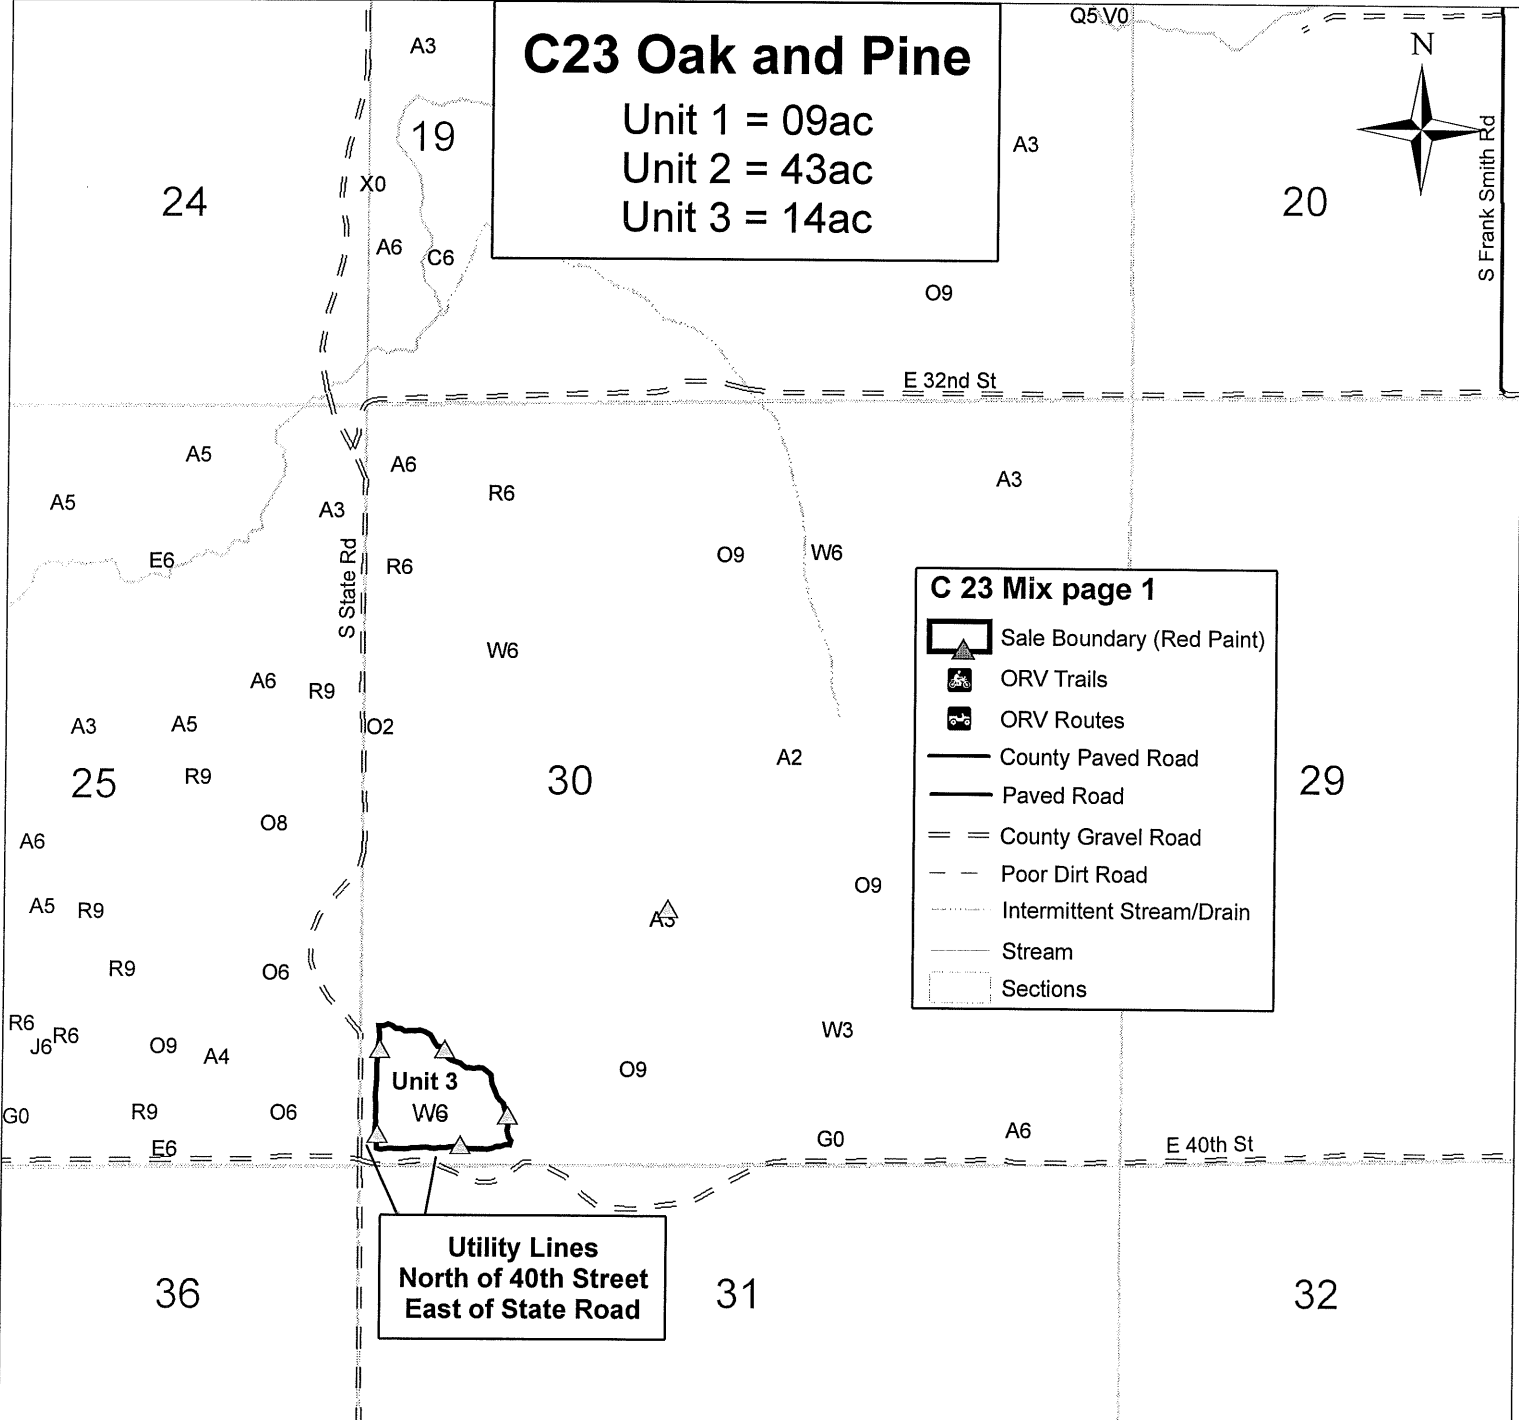 Q5 V0
C23 Oak and Pine
Unit 1 = 09ac
Unit 2 = 43ac
Unit 3 = 14ac
N
A3
19
A3
S Frank Smith Rd
24
X0
20
A6
C6
O9
E 32nd St
A5
A6
A3
R6
A5
A3
O9
W6
E6
R6
S State Rd
C 23 Mix page 1
Sale Boundary (Red Paint)
ORV Trails
ORV Routes
County Paved Road
Paved Road
County Gravel Road
Poor Dirt Road
Intermittent Stream/Drain
Stream
Sections
W6
A6
R9
A3
A5
O2
A2
25
R9
30
29
O8
A6
O9
A5
R9
A3
R9
O6
R6
R6
J6
O9
A4
W3
O9
Unit 3
W6
G0
R9
O6
E6
G0
A6
E 40th St
Utility Lines
North of 40th Street
East of State Road
36
31
32